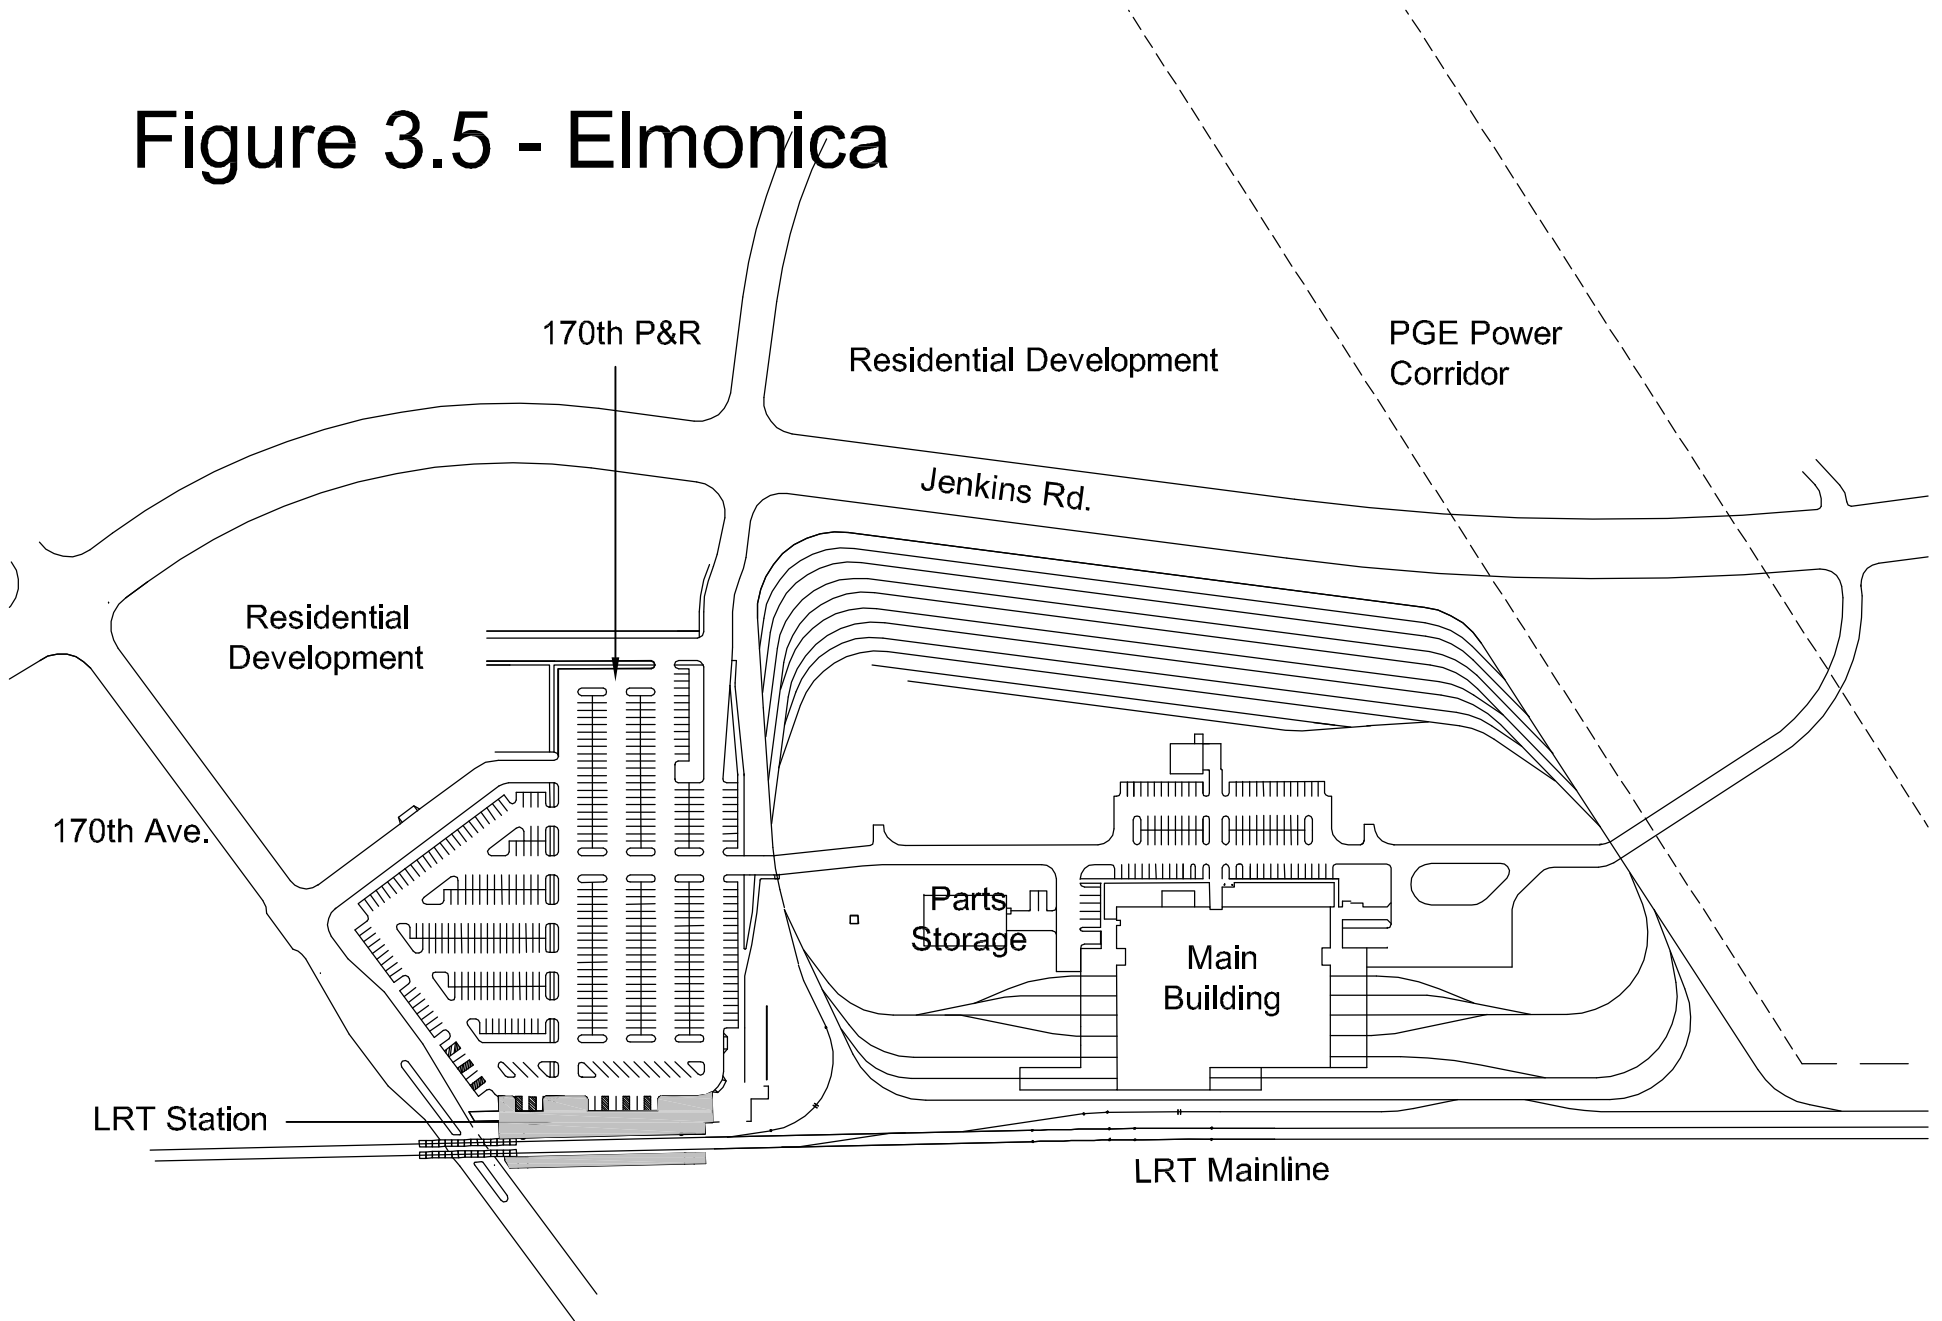 Figure 3.5 - Elmonica
170th P&R
Residential Development
PGE Power
Corridor
Jenkins Rd.
Residential
Development
170th Ave.
Parts
Storage
Main
Building
LRT Station
LRT Mainline